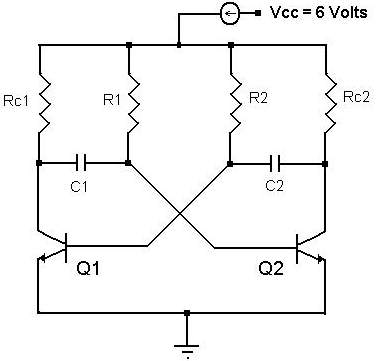 Vcc = 6 Volts
Rc1
R1
R2
Rc2
C1
C2
Q1
Q2